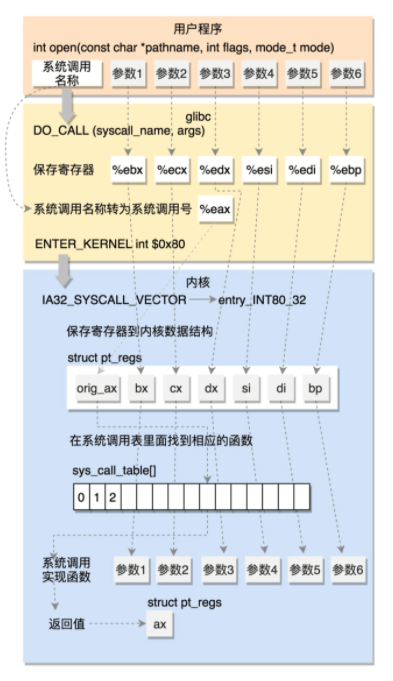 用户程序
int open(const char *pathname, int flags, mode_t mode)
系统调用
名称
参数1 参数2 参数3 参数4 参数5 参数6
glibc
DO_CALL (syscall_name, args)
保存寄存器 %ebx %ecx %edx %esi %edi %ebp
系统调用名称转为系统调用号 %eax
ENTER_KERNEL int $0x80
内核
IA32_SYSCALL_VECTOR entry_INT80_32
保存寄存器到内核数据结构
struct pt_regs
orig_ax bx cx dx si di bp
在系统调用表里面找到相应的函数
sys_call_table[]
0 1 2
系统调用
实现函数
参数1 参数2 参数3 参数4 参数5 参数6
struct pt_regs
返回值 ax